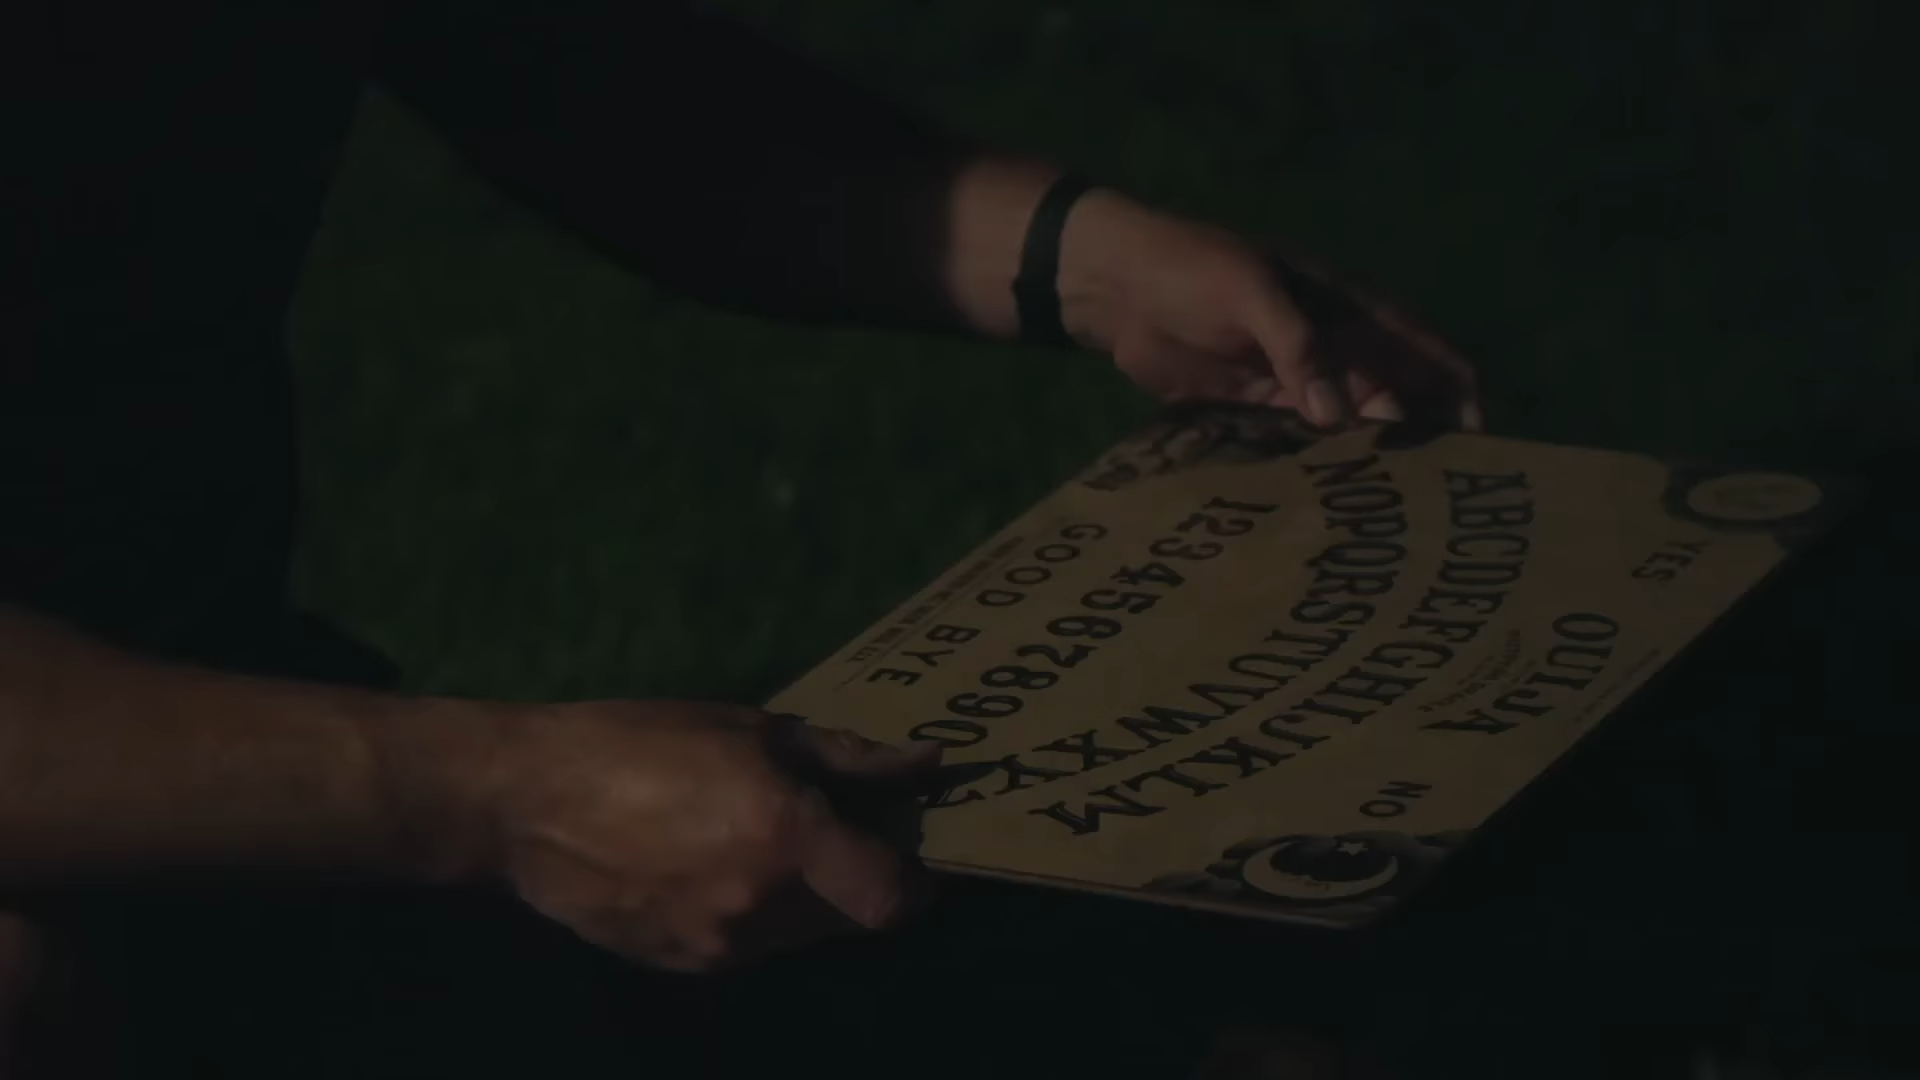 YES
OUIJA
NO
ABCDEFGHIJKLM
NOPQRSTUVWXYZ
1234567890
GOOD BYE